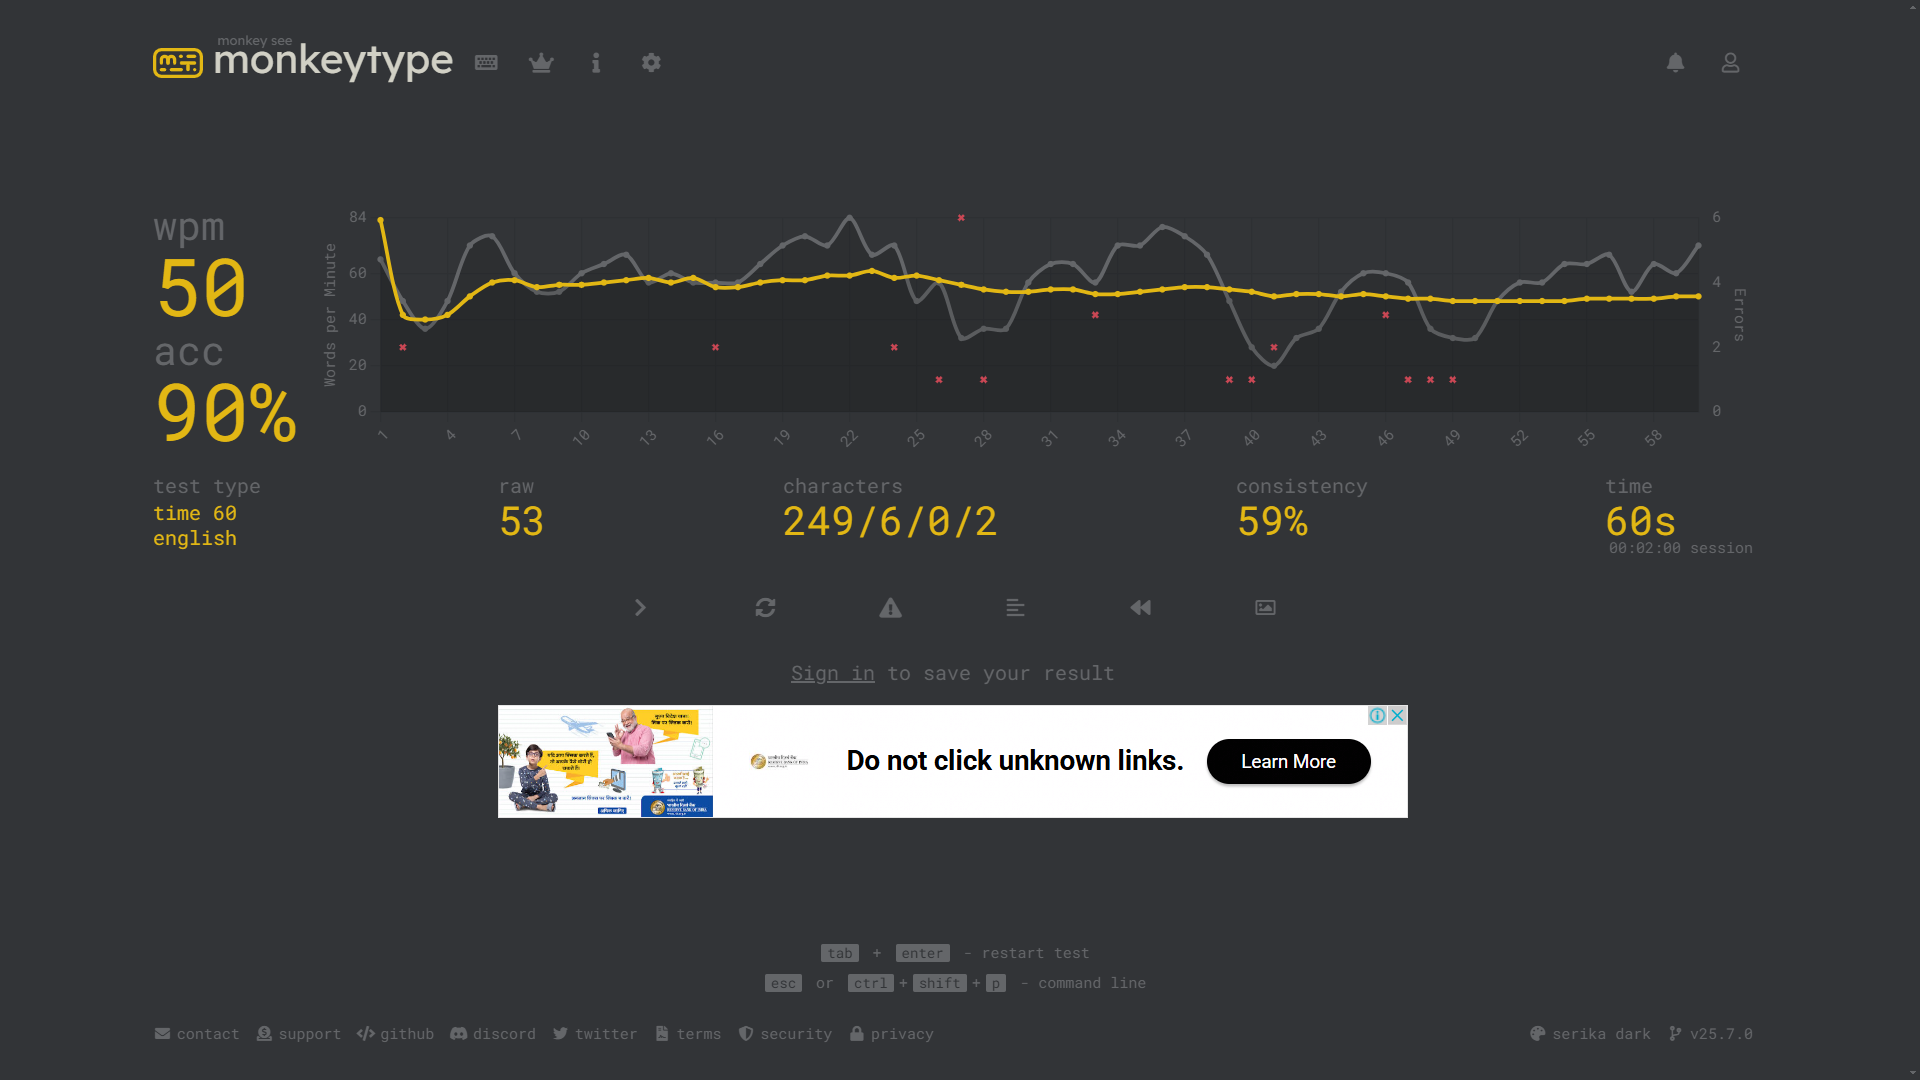 monkey see
monkeytype
wpm
50
acc
90%
Words per Minute
84
60
40
20
0
1 4 7 10 13 16 19 22 25 28 31 34 37 40 43 46 49 52 55 58
6
4
2
0
Errors
test type
time 60
english
raw
53
characters
249/6/0/2
consistency
59%
time
60s
00:02:00 session
Sign in to save your result
Do not click unknown links.
Learn More
tab + enter - restart test
esc or ctrl + shift + p - command line
contact support github discord twitter terms security privacy
serika dark v25.7.0